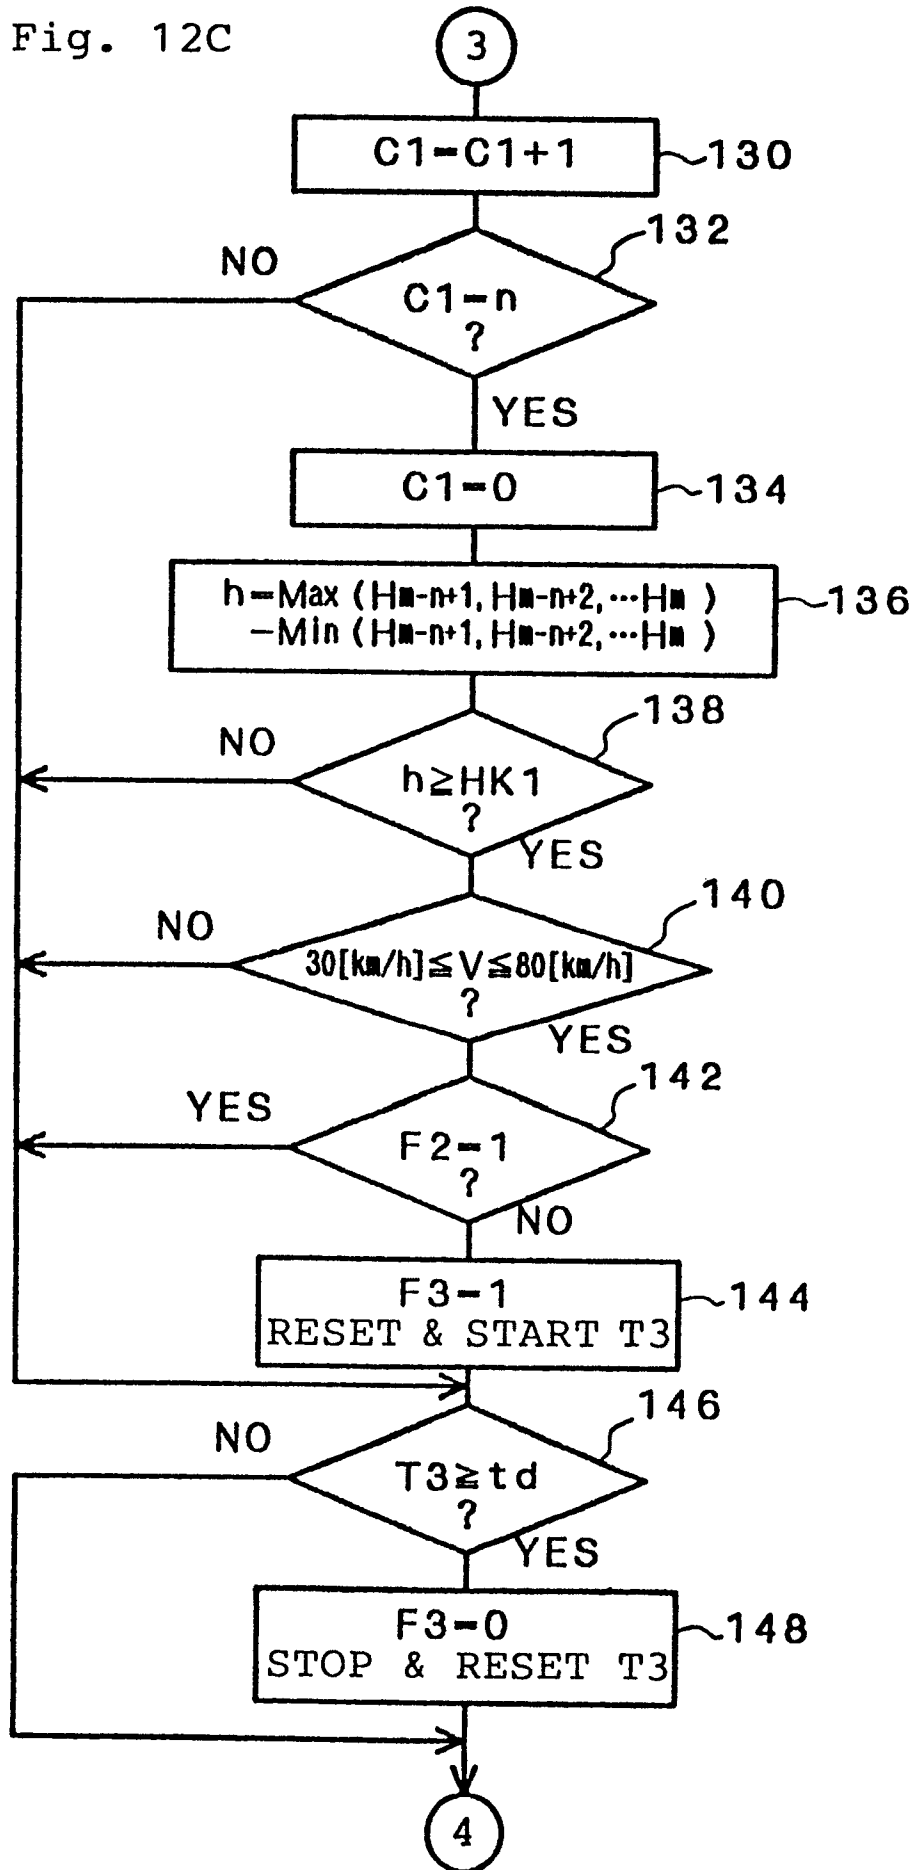 Fig. 12C
3
C1=C1+1
130
132
NO
C1=n
?
YES
C1=0
134
h=Max (Hm-n+1, Hm-n+2, ···Hm )
-Min (Hm-n+1, Hm-n+2, ···Hm )
136
138
NO
h≧HK1
?
YES
140
NO
30[km/h]≦V≦80[km/h]
?
YES
142
YES
F2=1
?
NO
F3=1
RESET & START T3
144
146
NO
T3≧td
?
YES
F3=0
STOP & RESET T3
148
4